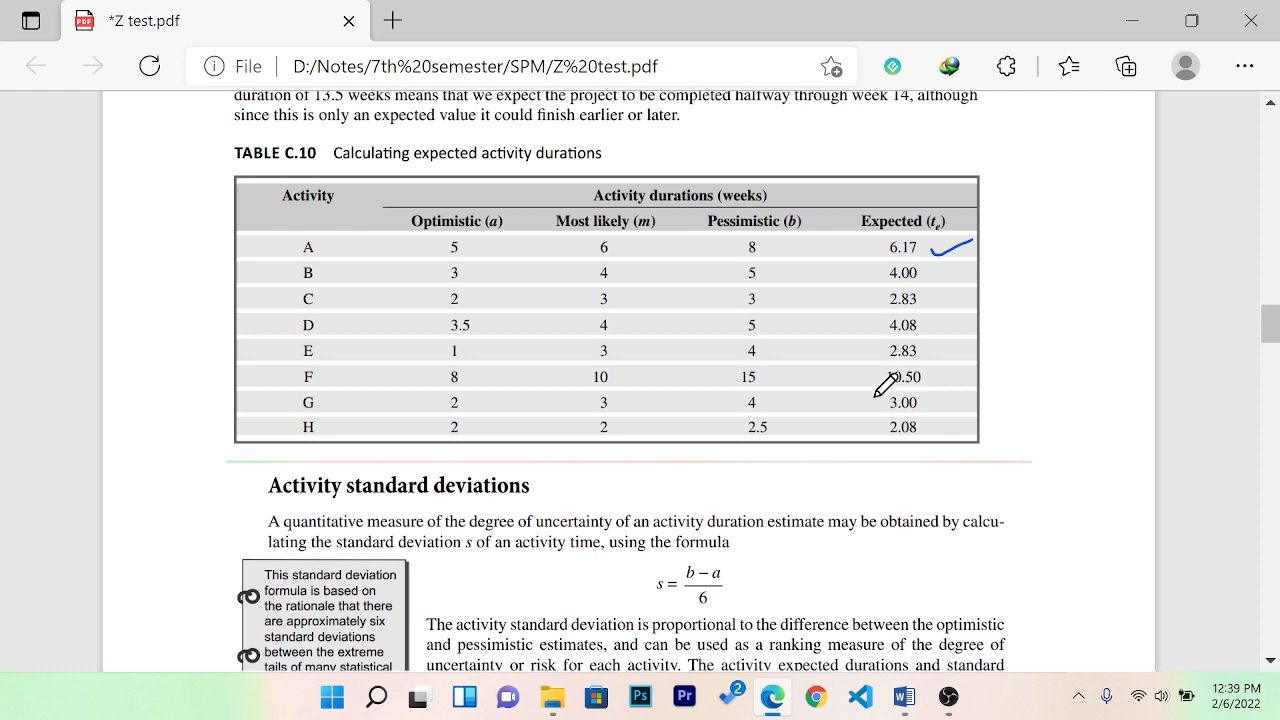 *Z test.pdf
File D:/Notes/7th%20semester/SPM/Z%20test.pdf
duration of 13.5 weeks means that we expect the project to be completed halfway through week 14, although
since this is only an expected value it could finish earlier or later.
TABLE C.10 Calculating expected activity durations
Activity Activity durations (weeks)
Optimistic (a) Most likely (m) Pessimistic (b) Expected (te)
A 5 6 8 6.17
B 3 4 5 4.00
C 2 3 3 2.83
D 3.5 4 5 4.08
E 1 3 4 2.83
F 8 10 15
G 2 3 4 3.00
H 2 2 2.5 2.08
Activity standard deviations
A quantitative measure of the degree of uncertainty of an activity duration estimate may be obtained by calcu-
lating the standard deviation s of an activity time, using the formula
s = b – a
6
This standard deviation
formula is based on
the rationale that there
are approximately six
standard deviations
between the extreme
tails of many statistical
The activity standard deviation is proportional to the difference between the optimistic
and pessimistic estimates, and can be used as a ranking measure of the degree of
uncertainty or risk for each activity. The activity expected durations and standard
PDF
Ps
Pr
2
12:39 PM
2/6/2022